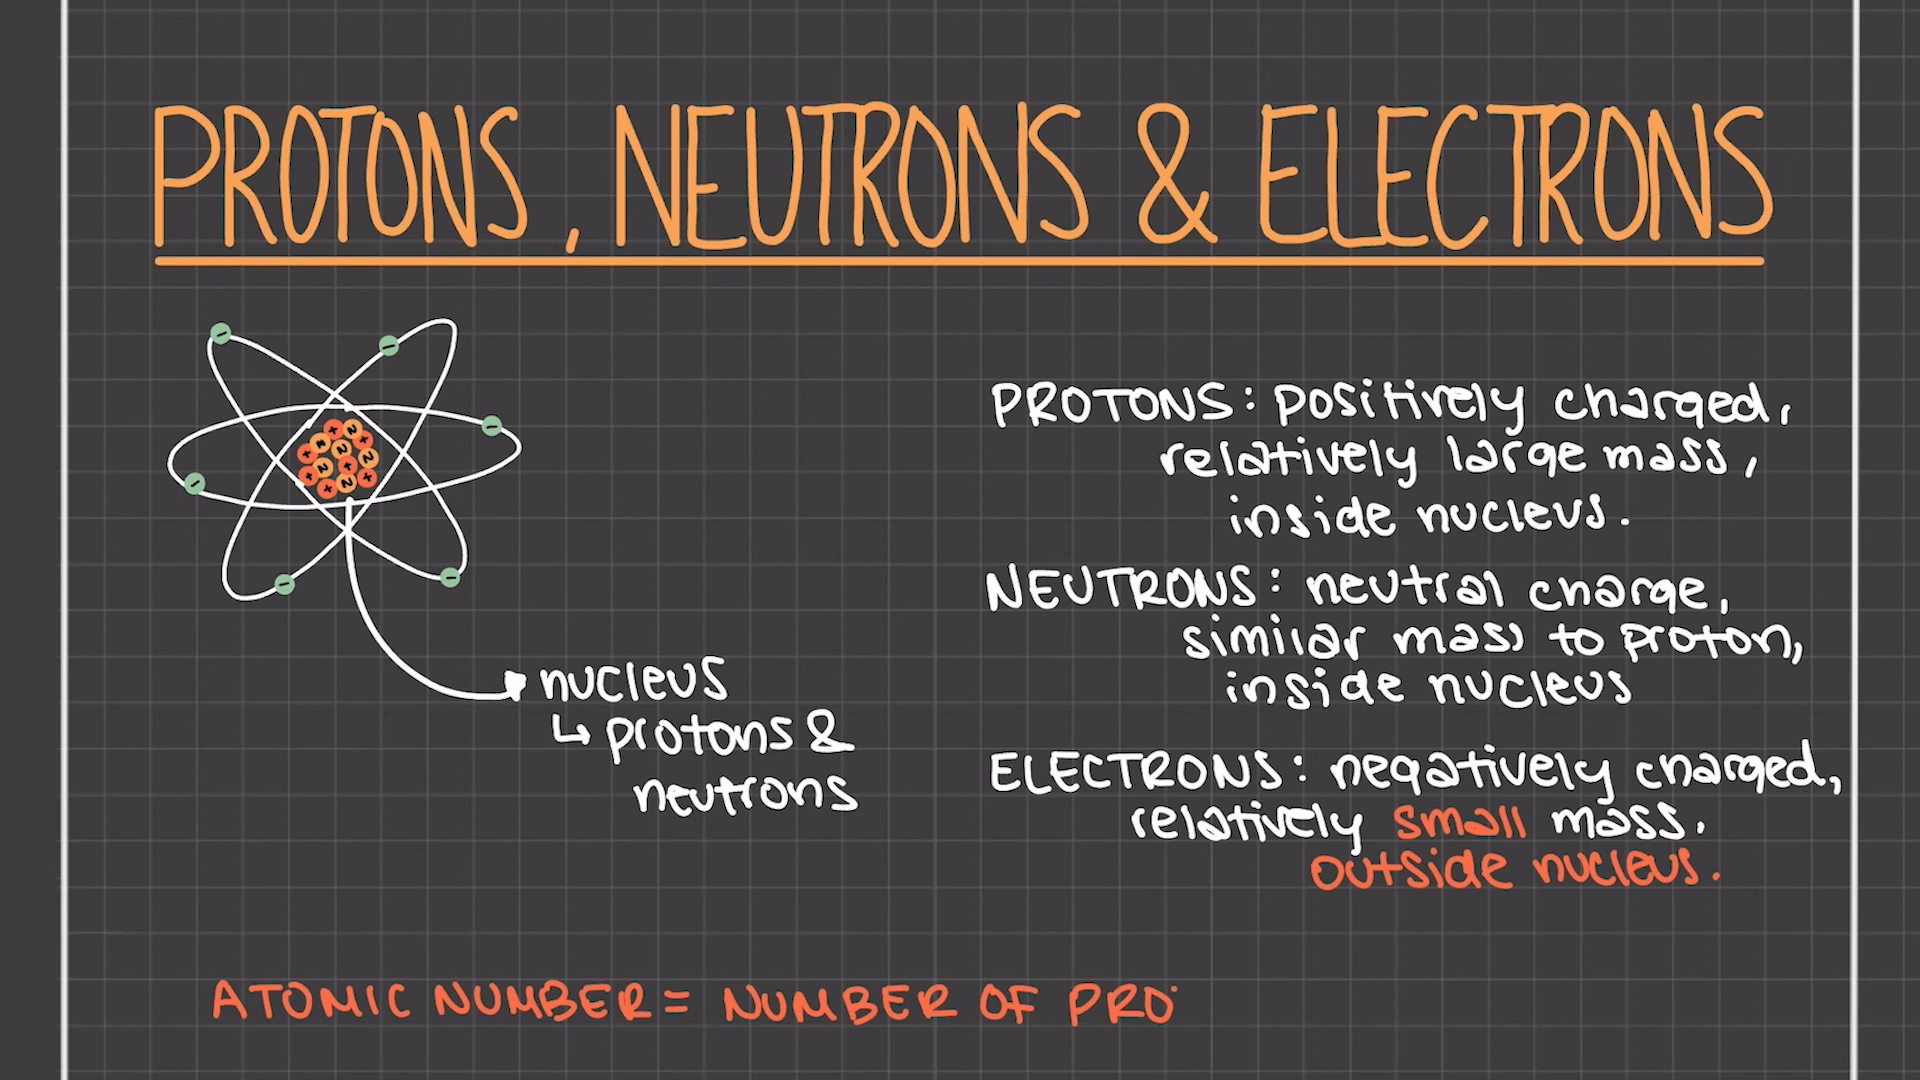 PROTONS, NEUTRONS & ELECTRONS
PROTONS: positively charged,
relatively large mass,
inside nucleus.
NEUTRONS: neutral charge,
similar mass to proton,
inside nucleus
nucleus
↳ protons &
neutrons
ELECTRONS: negatively charged,
relatively small mass.
outside nucleus.
ATOMIC NUMBER = NUMBER OF PRO